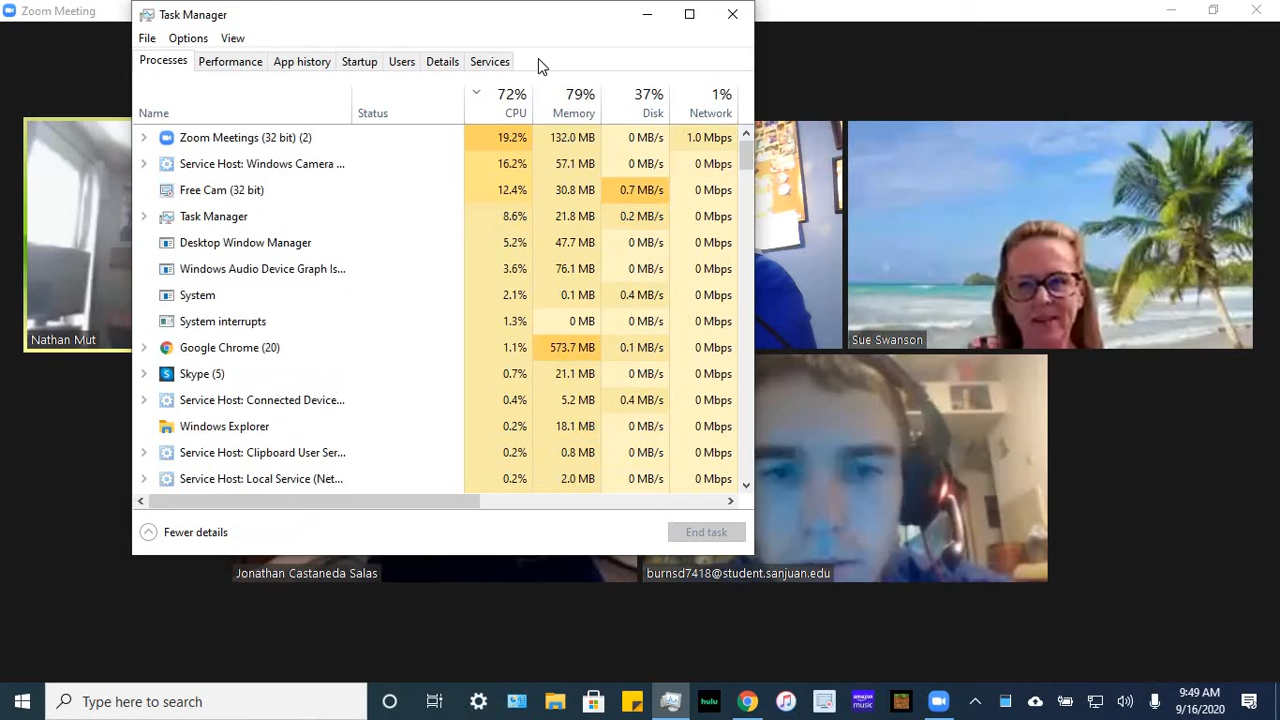 Zoom Meeting
Task Manager
File Options View
Processes Performance App history Startup Users Details Services
72% 79% 37% 1%
Name Status CPU Memory Disk Network
Zoom Meetings (32 bit) (2) 19.2% 132.0 MB 0 MB/s 1.0 Mbps
Service Host: Windows Camera ... 16.2% 57.1 MB 0 MB/s 0 Mbps
Free Cam (32 bit) 12.4% 30.8 MB 0.7 MB/s 0 Mbps
Task Manager 8.6% 21.8 MB 0.2 MB/s 0 Mbps
Desktop Window Manager 5.2% 47.7 MB 0 MB/s 0 Mbps
Windows Audio Device Graph Is... 3.6% 76.1 MB 0 MB/s 0 Mbps
System 2.1% 0.1 MB 0.4 MB/s 0 Mbps
System interrupts 1.3% 0 MB 0 MB/s 0 Mbps
Google Chrome (20) 1.1% 573.7 MB 0.1 MB/s 0 Mbps
Skype (5) 0.7% 21.1 MB 0 MB/s 0 Mbps
Service Host: Connected Device... 0.4% 5.2 MB 0.4 MB/s 0 Mbps
Windows Explorer 0.2% 18.1 MB 0 MB/s 0 Mbps
Service Host: Clipboard User Ser... 0.2% 0.8 MB 0 MB/s 0 Mbps
Service Host: Local Service (Net... 0.2% 2.0 MB 0 MB/s 0 Mbps
Fewer details End task
Nathan Mut
Sue Swanson
Jonathan Castaneda Salas
burnsd7418@student.sanjuan.edu
Type here to search
hulu
amazon music
9:49 AM
9/16/2020